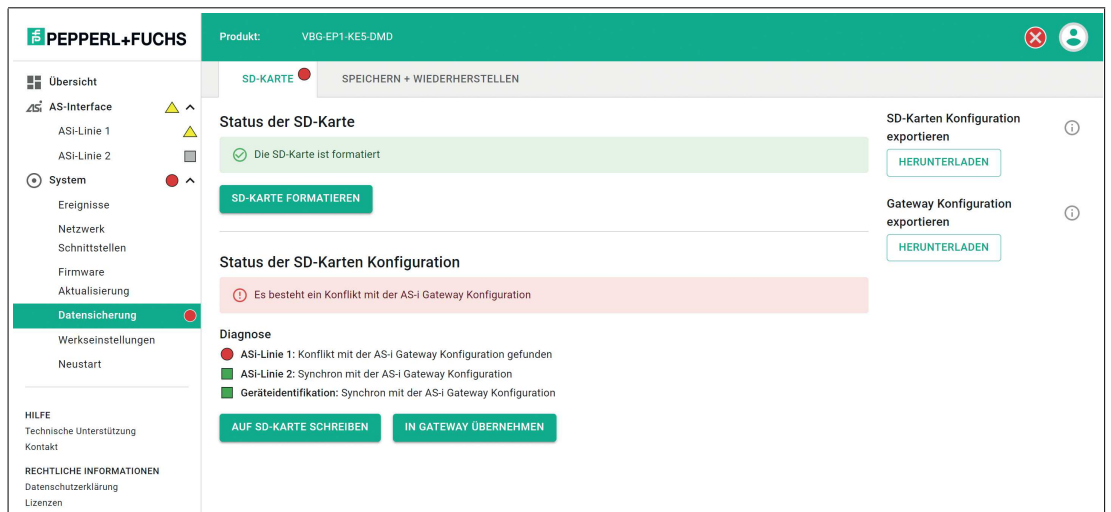 PEPPERL+FUCHS
Produkt: VBG-EP1-KE5-DMD
Übersicht
AS-Interface
ASi-Linie 1
ASi-Linie 2
System
Ereignisse
Netzwerk
Schnittstellen
Firmware
Aktualisierung
Datensicherung
Werkseinstellungen
Neustart
HILFE
Technische Unterstützung
Kontakt
RECHTLICHE INFORMATIONEN
Datenschutzerklärung
Lizenzen
SD-KARTE SPEICHERN + WIEDERHERSTELLEN
Status der SD-Karte
Die SD-Karte ist formatiert
SD-KARTE FORMATIEREN
Status der SD-Karten Konfiguration
Es besteht ein Konflikt mit der AS-i Gateway Konfiguration
Diagnose
ASi-Linie 1: Konflikt mit der AS-i Gateway Konfiguration gefunden
ASi-Linie 2: Synchron mit der AS-i Gateway Konfiguration
Geräteidentifikation: Synchron mit der AS-i Gateway Konfiguration
AUF SD-KARTE SCHREIBEN IN GATEWAY ÜBERNEHMEN
SD-Karten Konfiguration
exportieren
HERUNTERLADEN
Gateway Konfiguration
exportieren
HERUNTERLADEN